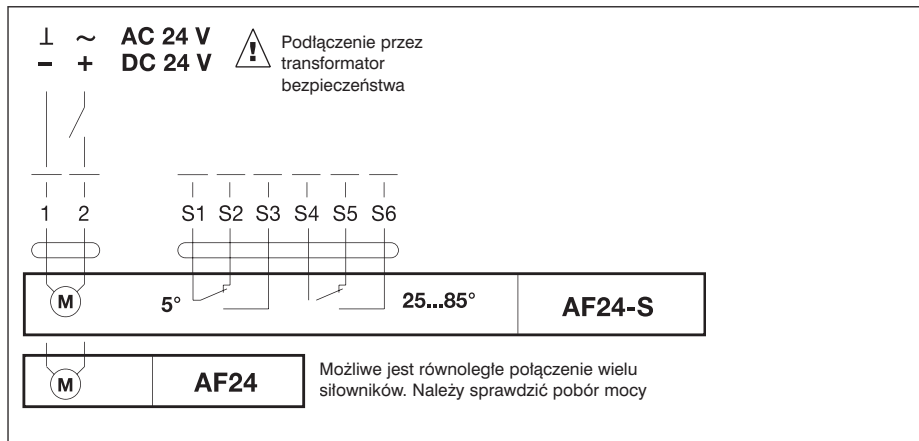 ⊥ ~ AC 24 V
− + DC 24 V
Podłączenie przez
transformator
bezpieczeństwa
1 2 S1 S2 S3 S4 S5 S6
M 5° 25...85° AF24-S
M AF24
Możliwe jest równoległe połączenie wielu
siłowników. Należy sprawdzić pobór mocy